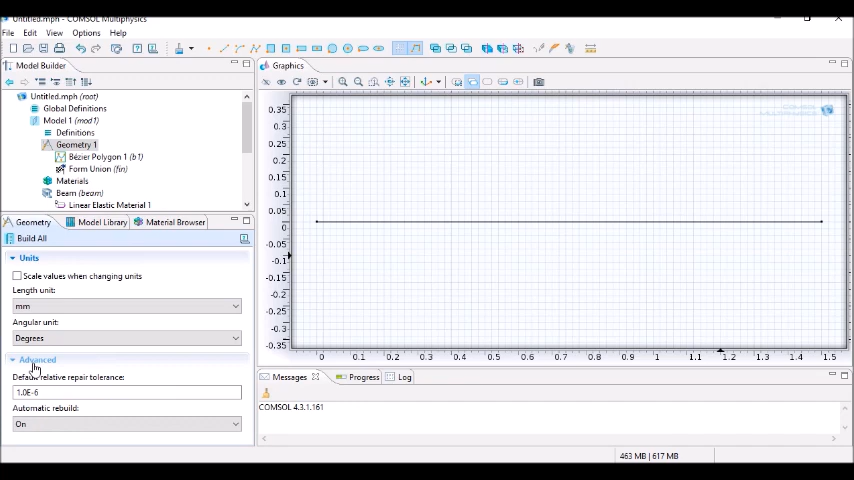 Untitled.mph - COMSOL Multiphysics
File Edit View Options Help
Model Builder
Untitled.mph (root)
Global Definitions
Model 1 (mod1)
Definitions
Geometry 1
Bézier Polygon 1 (b1)
Form Union (fin)
Materials
Beam (beam)
Linear Elastic Material 1
Geometry Model Library Material Browser
Build All
Units
Scale values when changing units
Length unit:
mm
Angular unit:
Degrees
Advanced
Default relative repair tolerance:
1.0E-6
Automatic rebuild:
On
Graphics
COMSOL
MULTIPHYSICS
0.35
0.3
0.25
0.2
0.15
0.1
0.05
0
-0.05
-0.1
-0.15
-0.2
-0.25
-0.3
-0.35
0 0.1 0.2 0.3 0.4 0.5 0.6 0.7 0.8 0.9 1 1.1 1.2 1.3 1.4 1.5
Messages Progress Log
COMSOL 4.3.1.161
463 MB | 617 MB